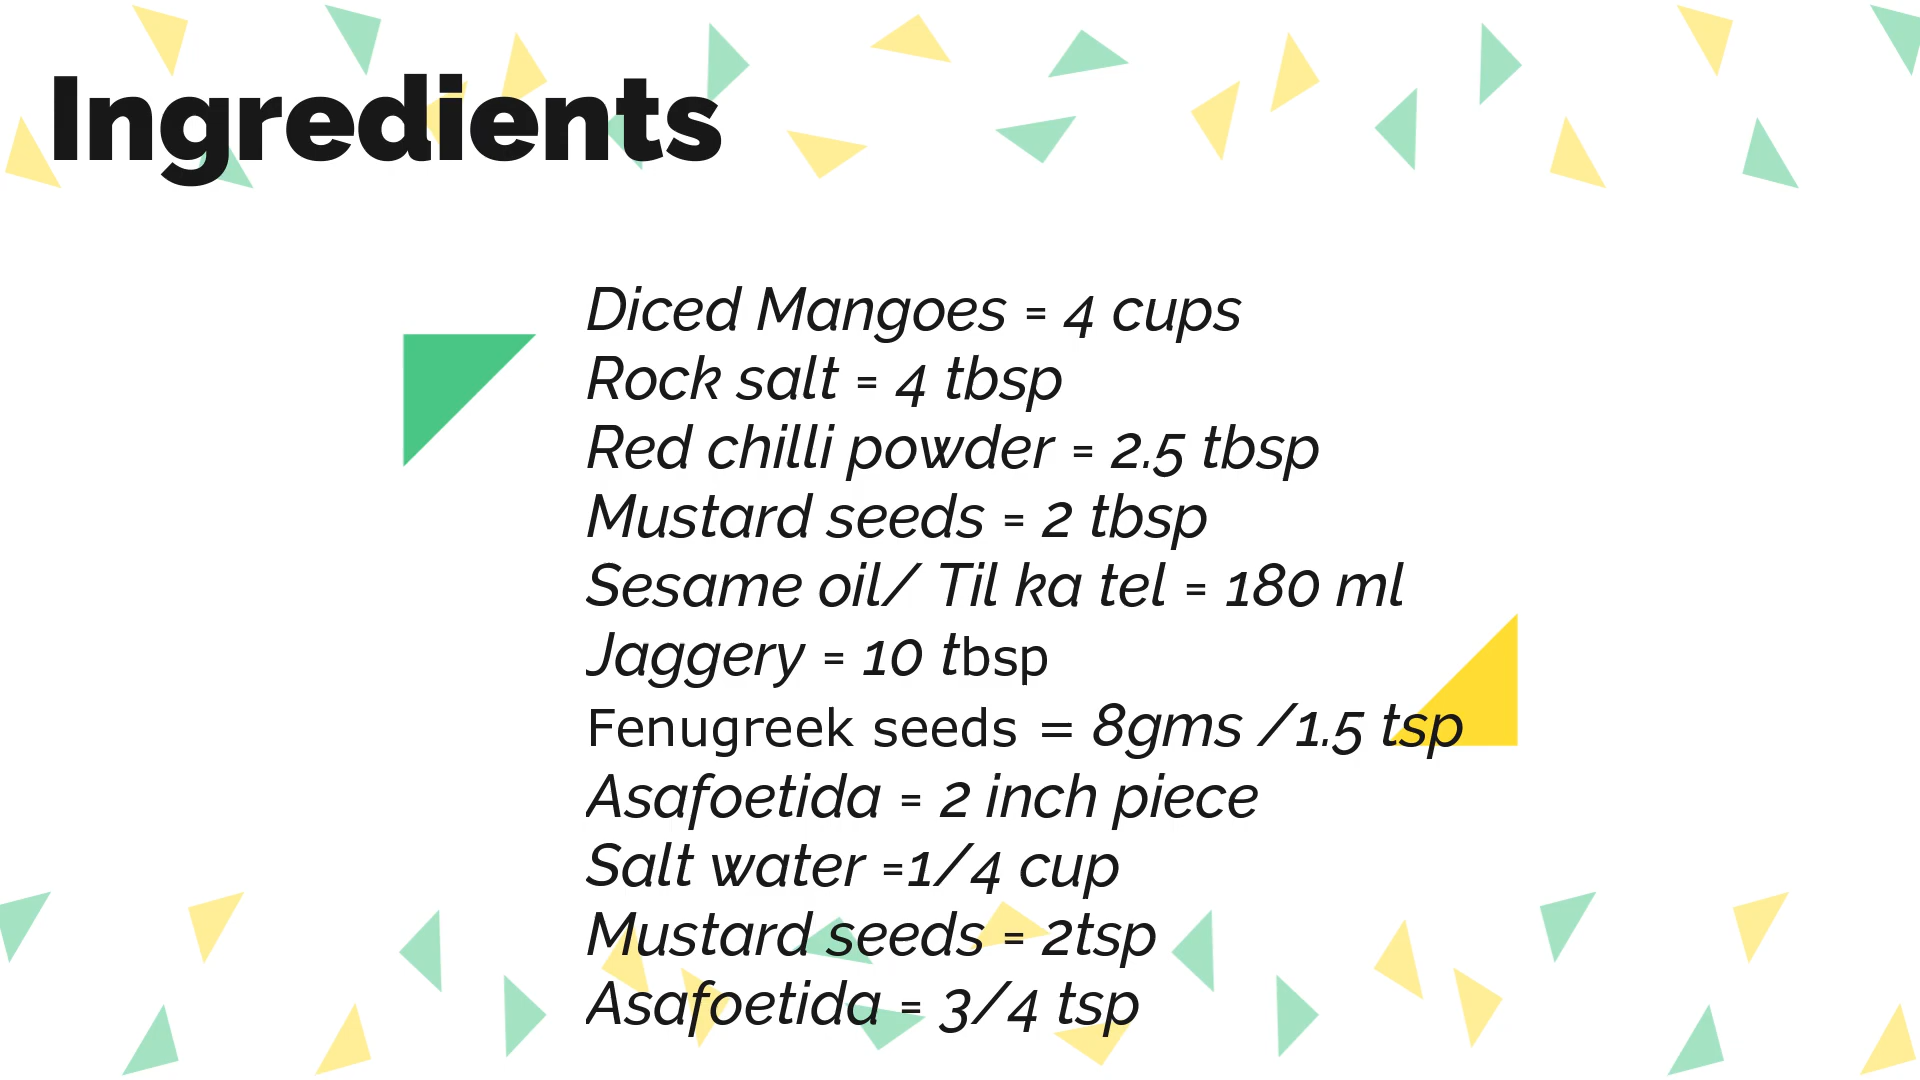 Ingredients
Diced Mangoes = 4 cups
Rock salt = 4 tbsp
Red chilli powder = 2.5 tbsp
Mustard seeds = 2 tbsp
Sesame oil/ Til ka tel = 180 ml
Jaggery = 10 tbsp
Fenugreek seeds = 8gms /1.5 tsp
Asafoetida = 2 inch piece
Salt water =1/4 cup
Mustard seeds = 2tsp
Asafoetida = 3/4 tsp